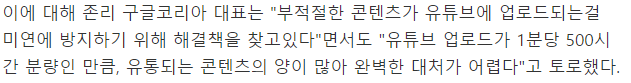 이에 대해 존리 구글코리아 대표는 "부적절한 콘텐츠가 유튜브에 업로드되는걸
미연에 방지하기 위해 해결책을 찾고있다"면서도 "유튜브 업로드가 1분당 500시
간 분량인 만큼, 유통되는 콘텐츠의 양이 많아 완벽한 대처가 어렵다"고 토로했다.